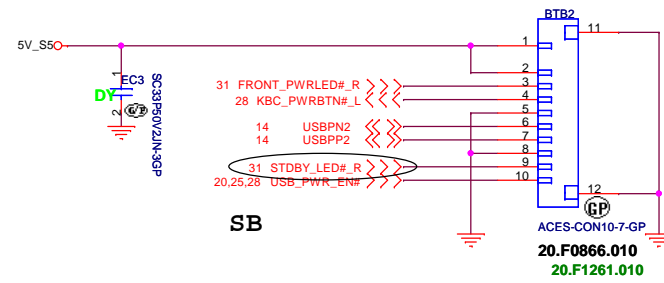 BTB2
11
5V_S5
1
1
EC3
SC33P50V2JN-3GP
DY
G/P
2
2
31 FRONT_PWRLED#_R
3
28 KBC_PWRBTN#_L
4
5
14 USBPN2
6
14 USBPP2
7
8
31 STDBY_LED#_R
9
20,25,28 USB_PWR_EN#
10
12
GP
SB
ACES-CON10-7-GP
20.F0866.010
20.F1261.010